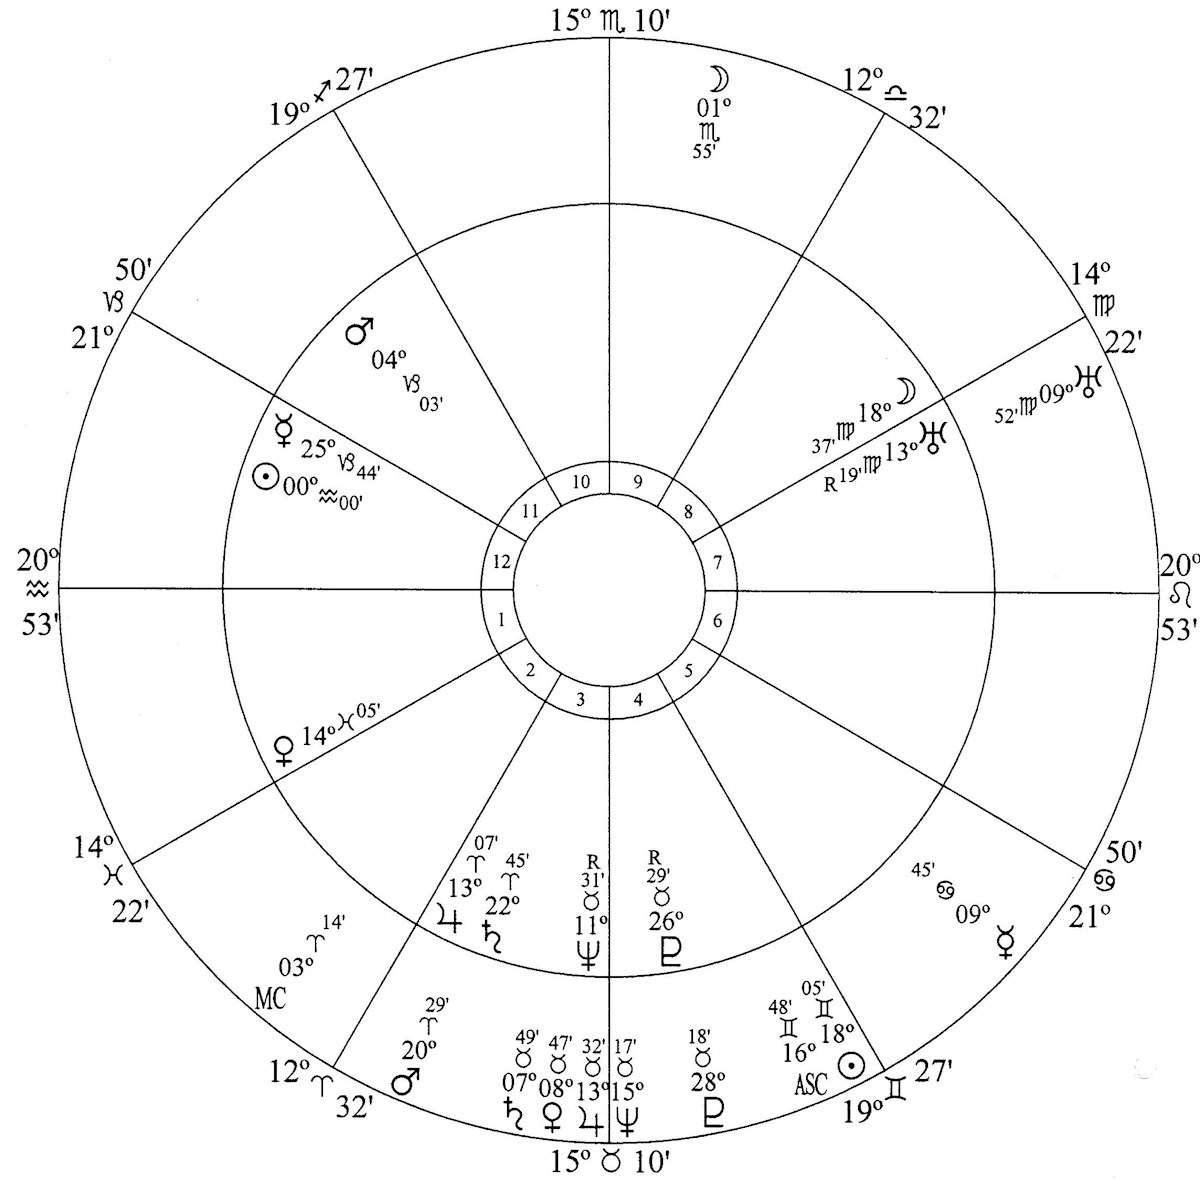 15° ♏ 10'
☽
01°
♏
55'
12° ♎ 32'
14° ♍ 22'
52' ♍ 09° ♅
20° ♌ 53'
50' ♋ 21°
45' ♋ 09° ☿
27' ♊ 19°
05'
♊
18°
☉
48'
♊
16°
ASC
18'
♉
28°
♇
17'
♉
15°
♆
15° ♉ 10'
32'
♉
13°
♃
47'
♉
08°
♀
49'
♉
07°
♄
29'
♈
20°
♂
12° ♈ 32'
14'
♈
03°
MC
14° ♓ 22'
20° ♒ 53'
50' ♑ 21°
19° ♐ 27'
♂ 04° ♑ 03'
☿ 25° ♑ 44'
☉ 00° ♒ 00'
37' ♍ 18° ☽
R 19' ♍ 13° ♅
♀ 14° ♓ 05'
07'
♈
13°
♃
45'
♈
22°
♄
R
31'
♉
11°
♆
R
29'
♉
26°
♇
10
9
11
8
12
7
1
6
2
5
3
4